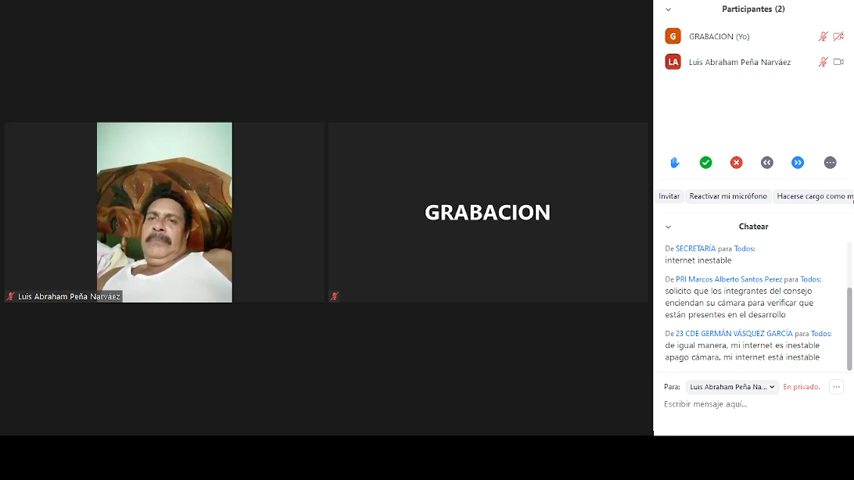 Participantes (2)
G GRABACION (Yo)
LA Luis Abraham Peña Narváez
Invitar Reactivar mi micrófono Hacerse cargo como m
Chatear
De SECRETARÍA para Todos:
internet inestable
De PRI Marcos Alberto Santos Perez para Todos:
solicito que los integrantes del consejo
enciendan su cámara para verificar que
están presentes en el desarrollo
De 23 CDE GERMÁN VÁSQUEZ GARCÍA para Todos:
de igual manera, mi internet es inestable
apago cámara, mi internet está inestable
Para: Luis Abraham Peña Na... En privado. ...
Escribir mensaje aquí...
GRABACION
Luis Abraham Peña Narváez